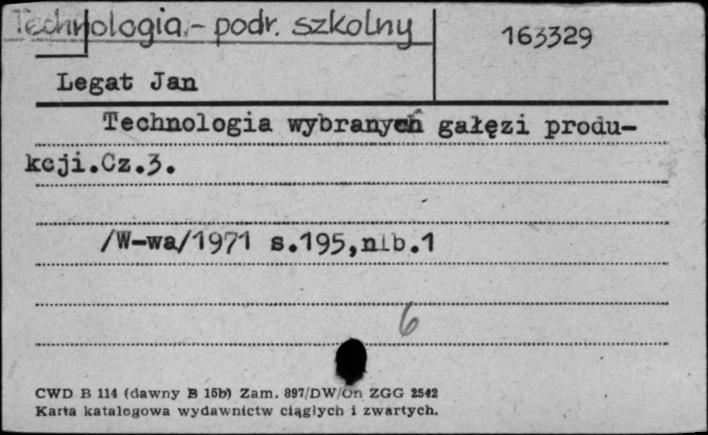 Technologia - podr. szkolny
163329
Legat Jan
Technologia wybranych gałęzi produ-
kcji.Cz.3.
/W-wa/1971 s.195,nlb.1
6
CWD B 114 (dawny B 15b) Zam. 897/DW/On ZGG 2542
Karta katalogowa wydawnictw ciągłych i zwartych.